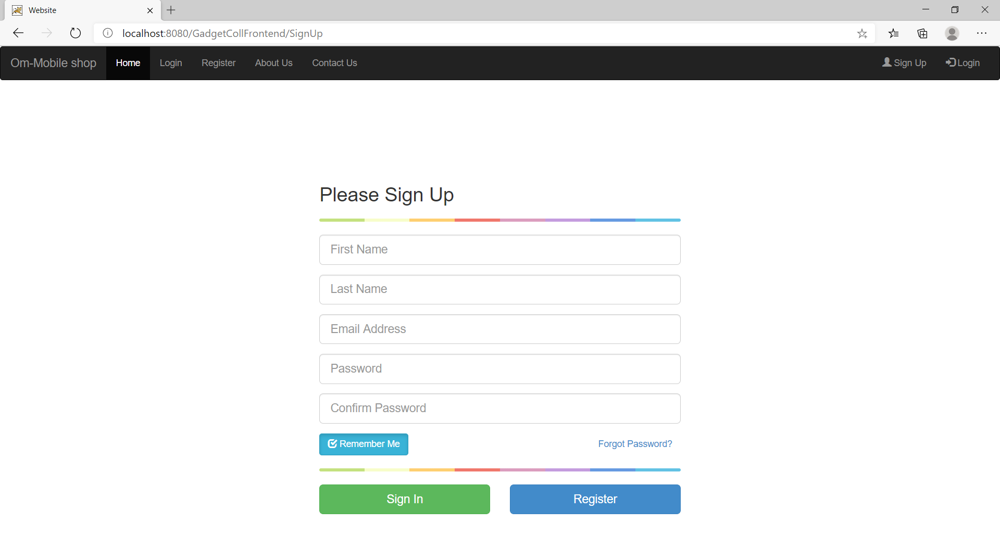 Website
localhost:8080/GadgetCollFrontend/SignUp
Om-Mobile shop Home Login Register About Us Contact Us Sign Up Login
Please Sign Up
First Name
Last Name
Email Address
Password
Confirm Password
Remember Me Forgot Password?
Sign In Register